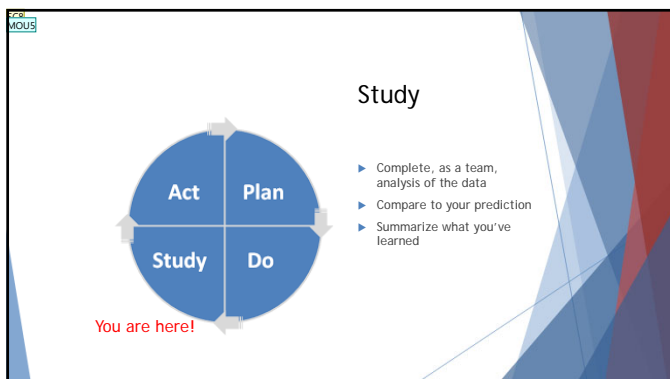 MOU5
Study
Act
Plan
Study
Do
You are here!
Complete, as a team,
analysis of the data
Compare to your prediction
Summarize what you've
learned